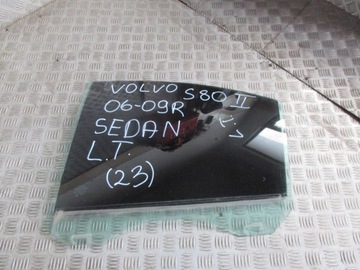 VOLVO S80 II
06-09R
SEDAN
L.T.
(23)